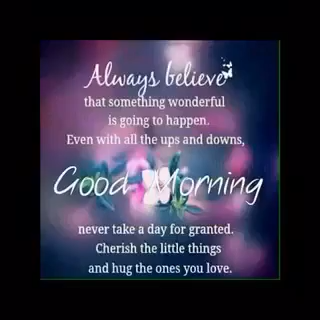 Always believe
that something wonderful
is going to happen.
Even with all the ups and downs,
Good Morning
never take a day for granted.
Cherish the little things
and hug the ones you love.